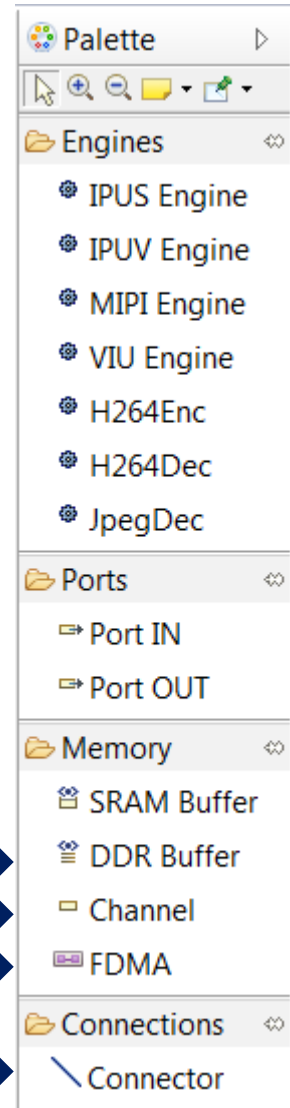 Palette
Engines
IPUS Engine
IPUV Engine
MIPI Engine
VIU Engine
H264Enc
H264Dec
JpegDec
Ports
Port IN
Port OUT
Memory
SRAM Buffer
DDR Buffer
Channel
FDMA
Connections
Connector